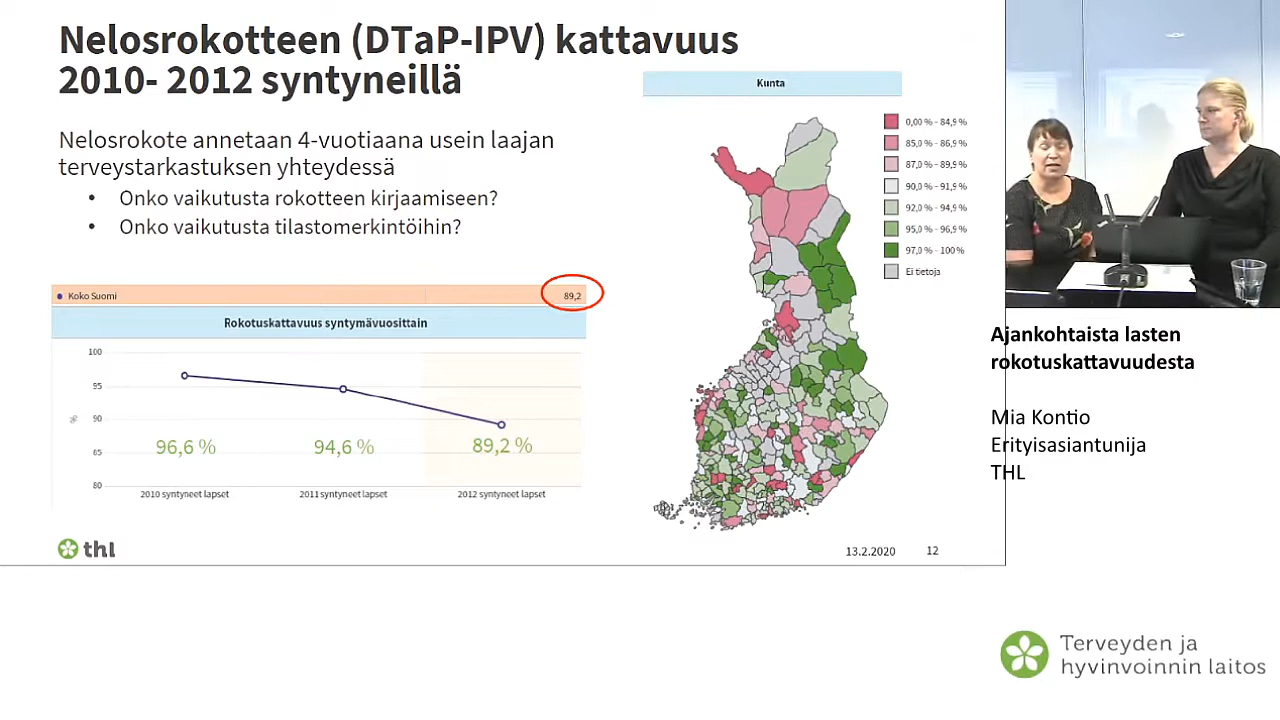 Nelosrokotteen (DTaP-IPV) kattavuus
2010- 2012 syntyneillä
Nelosrokote annetaan 4-vuotiaana usein laajan
terveystarkastuksen yhteydessä
• Onko vaikutusta rokotteen kirjaamiseen?
• Onko vaikutusta tilastomerkintöihin?
Koko Suomi 89,2
Rokotuskattavuus syntymävuosittain
100
95
90
85
80
%
96,6 %
94,6 %
89,2 %
2010 syntyneet lapset
2011 syntyneet lapset
2012 syntyneet lapset
Kunta
0,00 % - 84,9 %
85,0 % - 86,9 %
87,0 % - 89,9 %
90,0 % - 91,9 %
92,0 % - 94,9 %
95,0 % - 96,9 %
97,0 % - 100 %
Ei tietoja
thl
13.2.2020
12
Ajankohtaista lasten
rokotuskattavuudesta
Mia Kontio
Erityisasiantunija
THL
Terveyden ja
hyvinvoinnin laitos